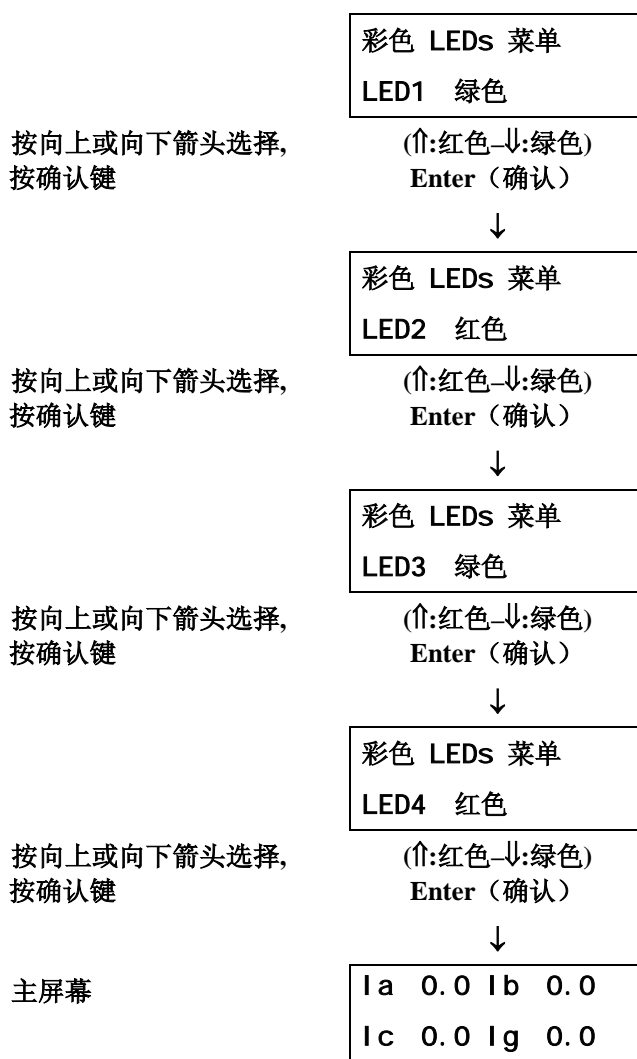 彩色 LEDs 菜单
LED1 绿色
按向上或向下箭头选择, (⇑:红色–⇓:绿色)
按确认键 Enter（确认）
↓
彩色 LEDs 菜单
LED2 红色
按向上或向下箭头选择, (⇑:红色–⇓:绿色)
按确认键 Enter（确认）
↓
彩色 LEDs 菜单
LED3 绿色
按向上或向下箭头选择, (⇑:红色–⇓:绿色)
按确认键 Enter（确认）
↓
彩色 LEDs 菜单
LED4 红色
按向上或向下箭头选择, (⇑:红色–⇓:绿色)
按确认键 Enter（确认）
↓
主屏幕 Ia 0.0 Ib 0.0
Ic 0.0 Ig 0.0